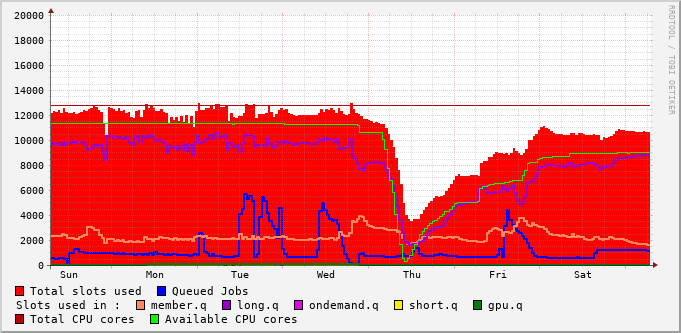 RRDTOOL / TOBI OETIKER
20000
18000
16000
14000
12000
10000
8000
6000
4000
2000
0
Sun Mon Tue Wed Thu Fri Sat
Total slots used Queued Jobs
Slots used in : member.q long.q ondemand.q short.q gpu.q
Total CPU cores Available CPU cores